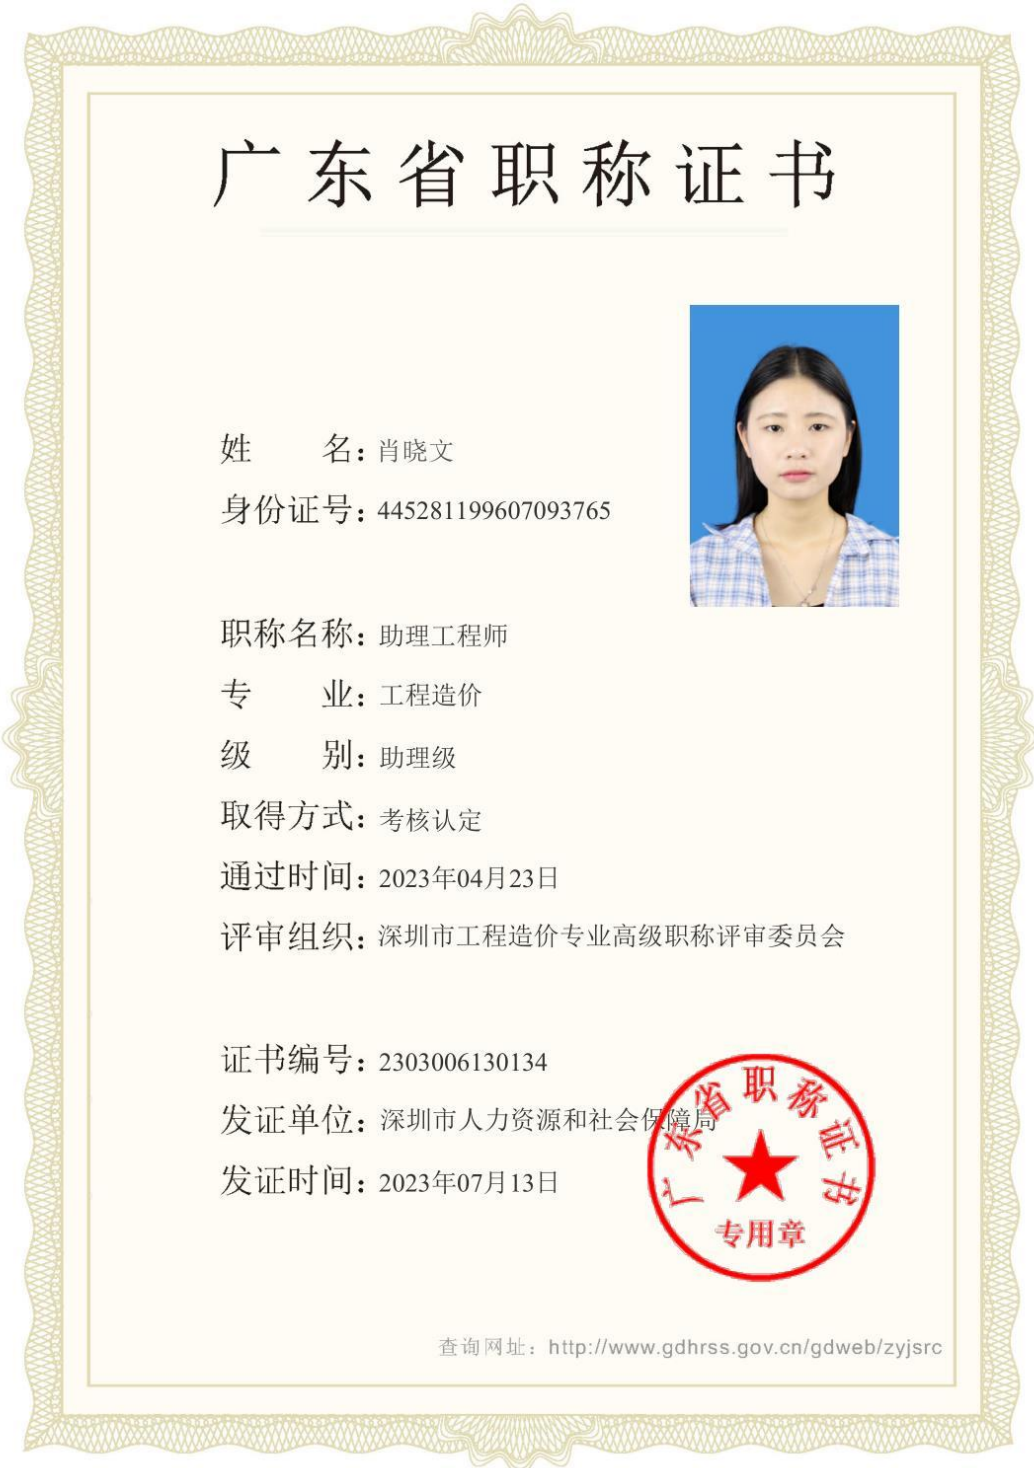 广东省职称证书
姓 名：肖晓文
身份证号：445281199607093765
职称名称：助理工程师
专 业：工程造价
级 别：助理级
取得方式：考核认定
通过时间：2023年04月23日
评审组织：深圳市工程造价专业高级职称评审委员会
证书编号：2303006130134
发证单位：深圳市人力资源和社会保障局
发证时间：2023年07月13日
广东省职称证书
专用章
查询网址：http://www.gdhrss.gov.cn/gdweb/zyjsrc